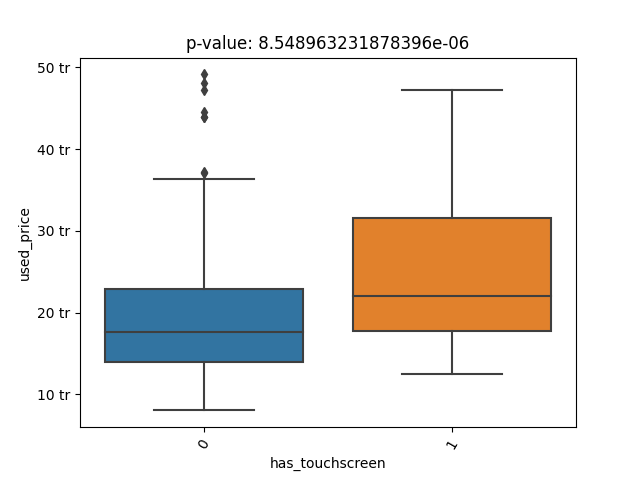 p-value: 8.548963231878396e-06
50 tr
40 tr
30 tr
20 tr
10 tr
used_price
0
1
has_touchscreen